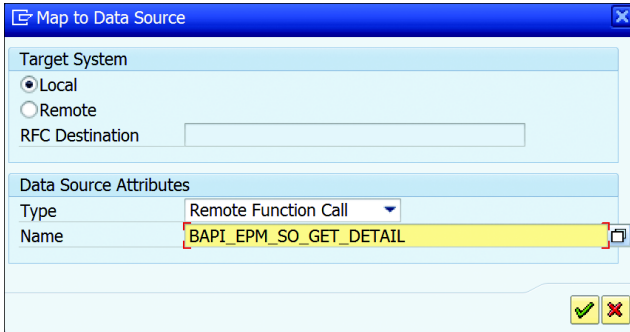 Map to Data Source
Target System
Local
Remote
RFC Destination
Data Source Attributes
Type Remote Function Call
Name BAPI_EPM_SO_GET_DETAIL